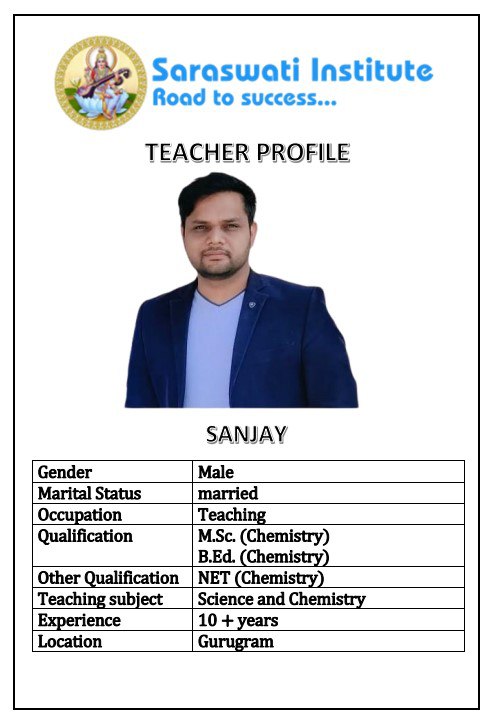 Saraswati Institute
Road to success...
TEACHER PROFILE
SANJAY
Gender Male
Marital Status married
Occupation Teaching
Qualification M.Sc. (Chemistry)
B.Ed. (Chemistry)
Other Qualification NET (Chemistry)
Teaching subject Science and Chemistry
Experience 10 + years
Location Gurugram